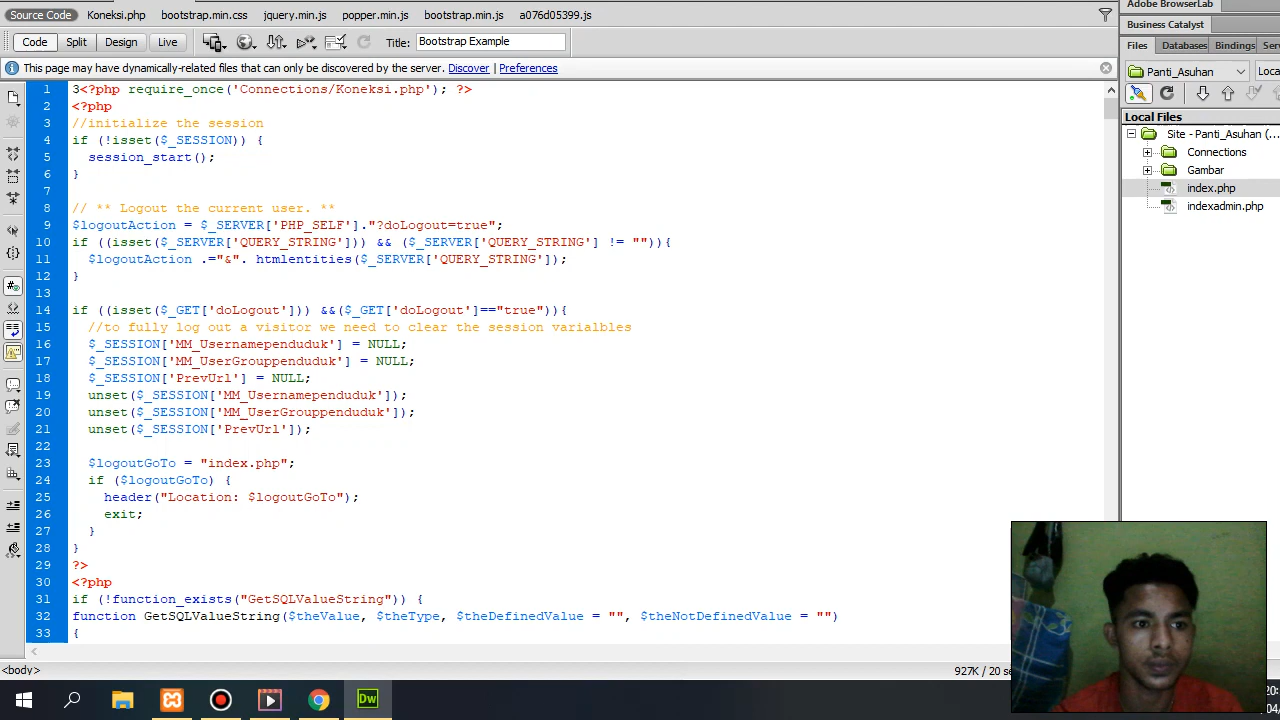 Source Code Koneksi.php bootstrap.min.css jquery.min.js popper.min.js bootstrap.min.js a076d05399.js
Code Split Design Live Title: Bootstrap Example
This page may have dynamically-related files that can only be discovered by the server. Discover | Preferences
1 3<?php require_once('Connections/Koneksi.php'); ?>
2 <?php
3 //initialize the session
4 if (!isset($_SESSION)) {
5 session_start();
6 }
7
8 // ** Logout the current user. **
9 $logoutAction = $_SERVER['PHP_SELF']."?doLogout=true";
10 if ((isset($_SERVER['QUERY_STRING'])) && ($_SERVER['QUERY_STRING'] != "")){
11 $logoutAction .="&". htmlentities($_SERVER['QUERY_STRING']);
12 }
13
14 if ((isset($_GET['doLogout'])) &&($_GET['doLogout']=="true")){
15 //to fully log out a visitor we need to clear the session varialbles
16 $_SESSION['MM_Usernamependuduk'] = NULL;
17 $_SESSION['MM_UserGrouppenduduk'] = NULL;
18 $_SESSION['PrevUrl'] = NULL;
19 unset($_SESSION['MM_Usernamependuduk']);
20 unset($_SESSION['MM_UserGrouppenduduk']);
21 unset($_SESSION['PrevUrl']);
22
23 $logoutGoTo = "index.php";
24 if ($logoutGoTo) {
25 header("Location: $logoutGoTo");
26 exit;
27 }
28 }
29 ?>
30 <?php
31 if (!function_exists("GetSQLValueString")) {
32 function GetSQLValueString($theValue, $theType, $theDefinedValue = "", $theNotDefinedValue = "")
33 {
<body>
927K / 20 se
Adobe BrowserLab
Business Catalyst
Files Databases Bindings Ser
Panti_Asuhan Loca
Local Files
Site - Panti_Asuhan (...
Connections
Gambar
index.php
indexadmin.php
Dw
20:
04/